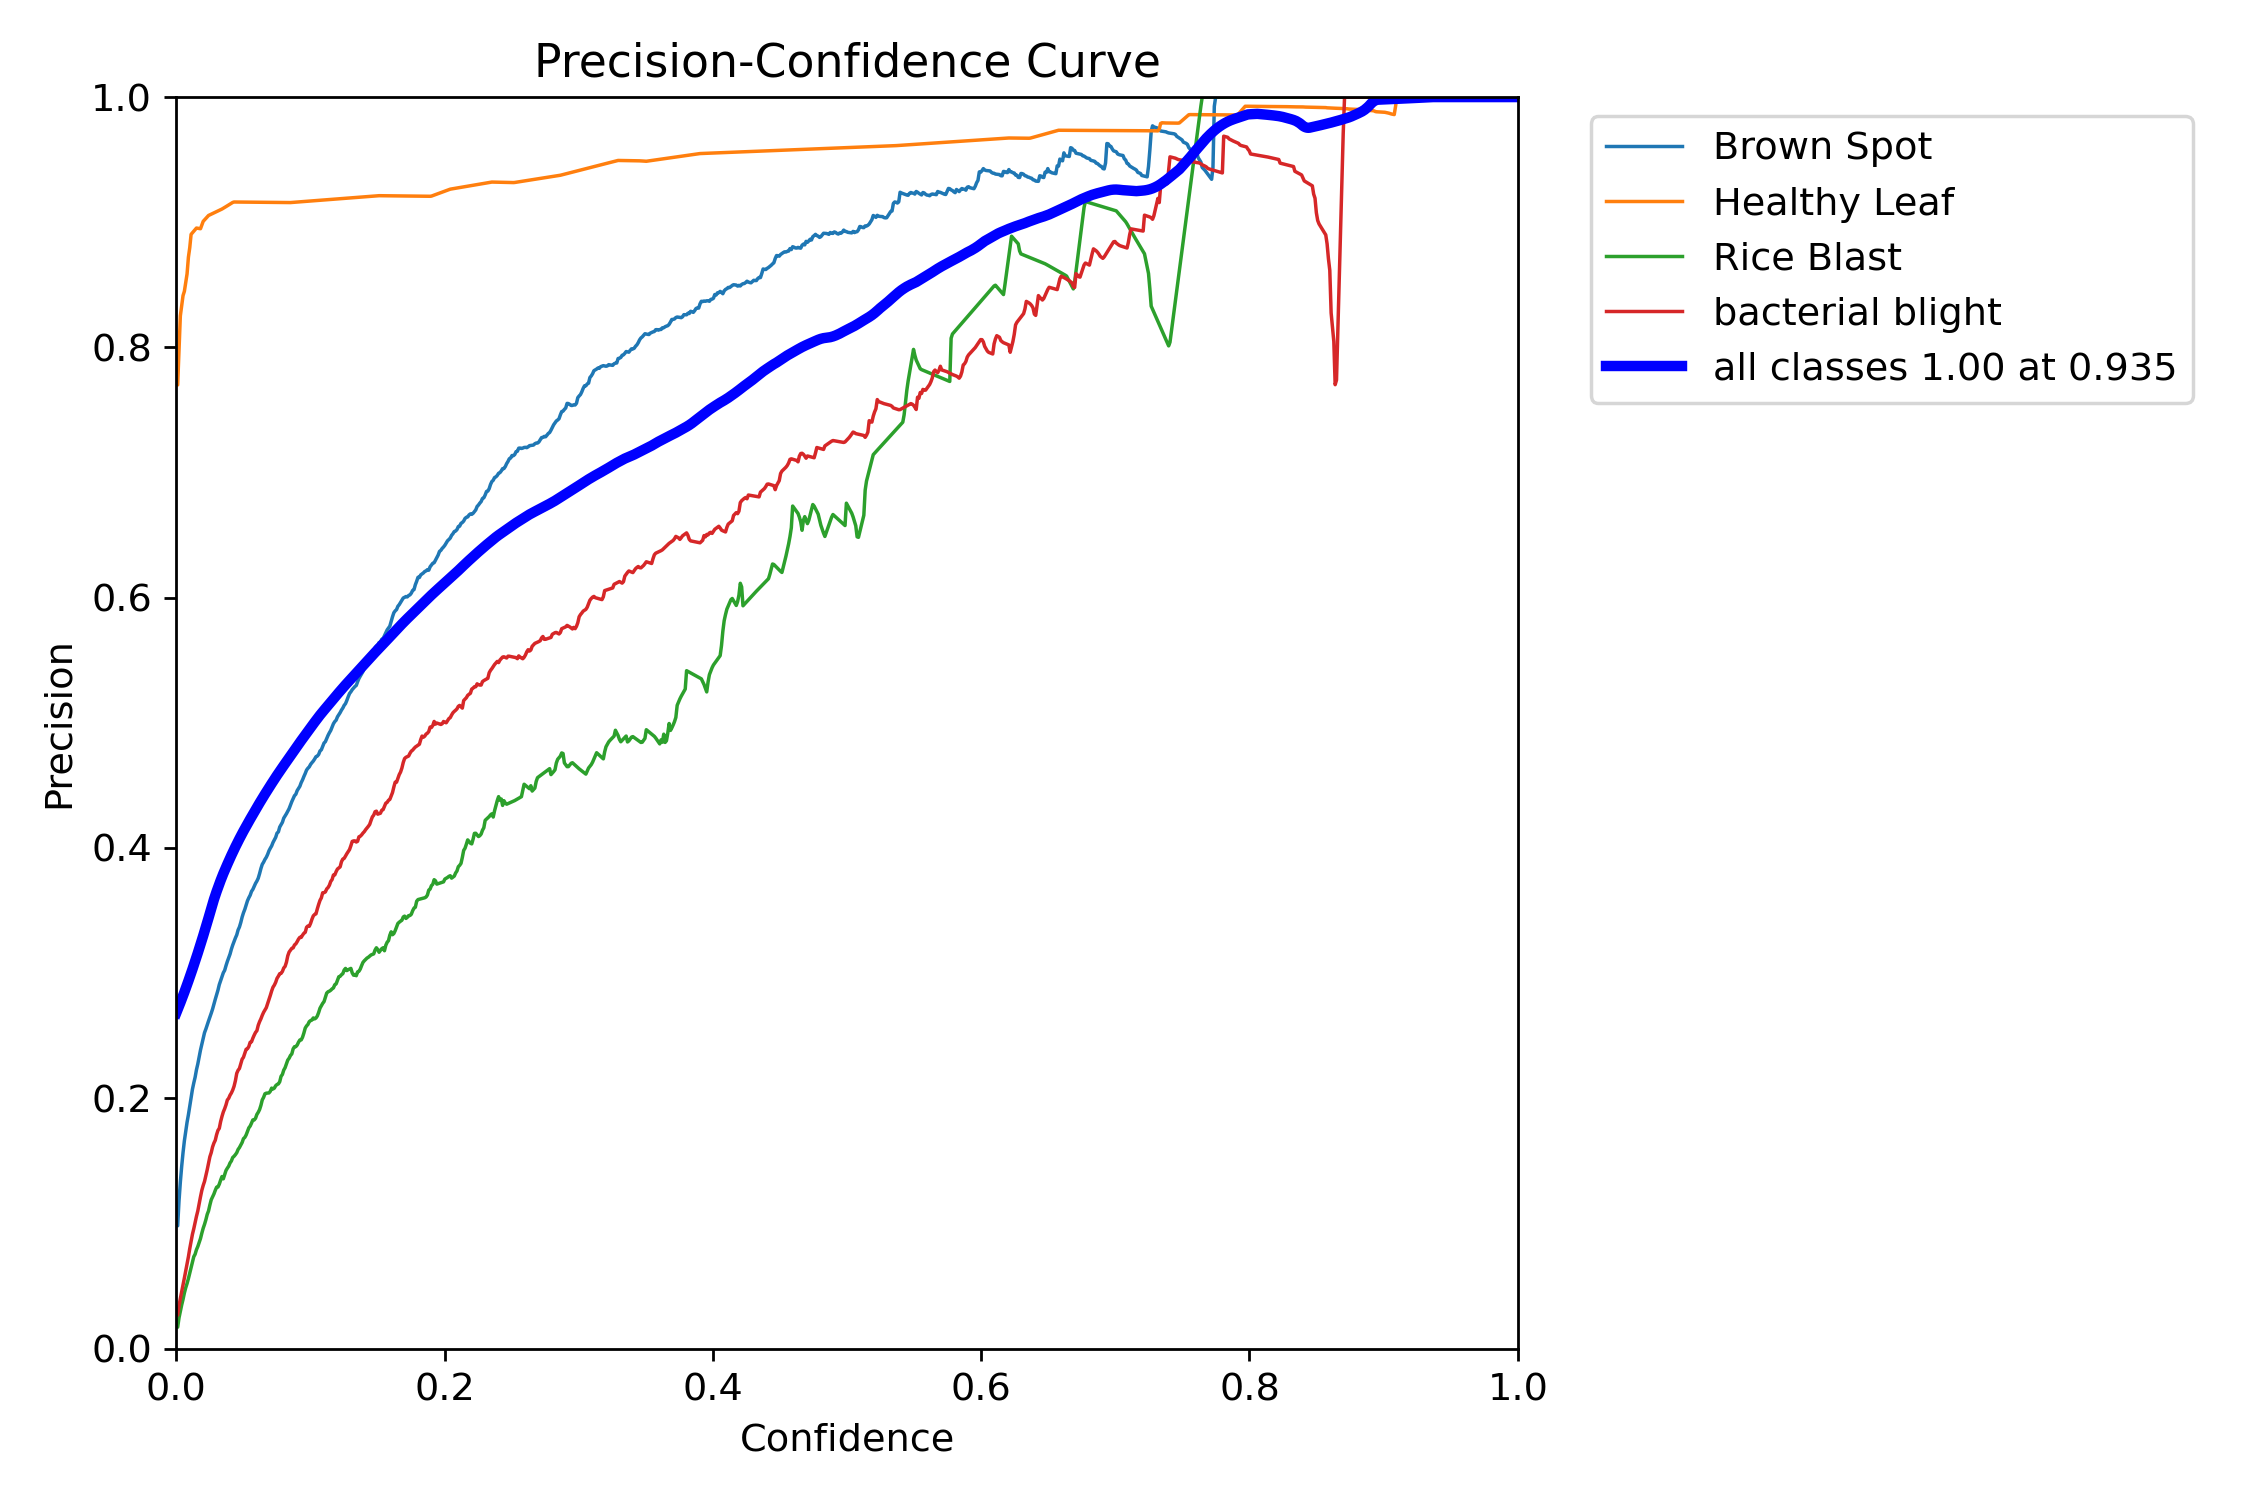 Precision-Confidence Curve
1.0
0.8
0.6
0.4
0.2
0.0
Precision
0.0 0.2 0.4 0.6 0.8 1.0
Confidence
Brown Spot
Healthy Leaf
Rice Blast
bacterial blight
all classes 1.00 at 0.935